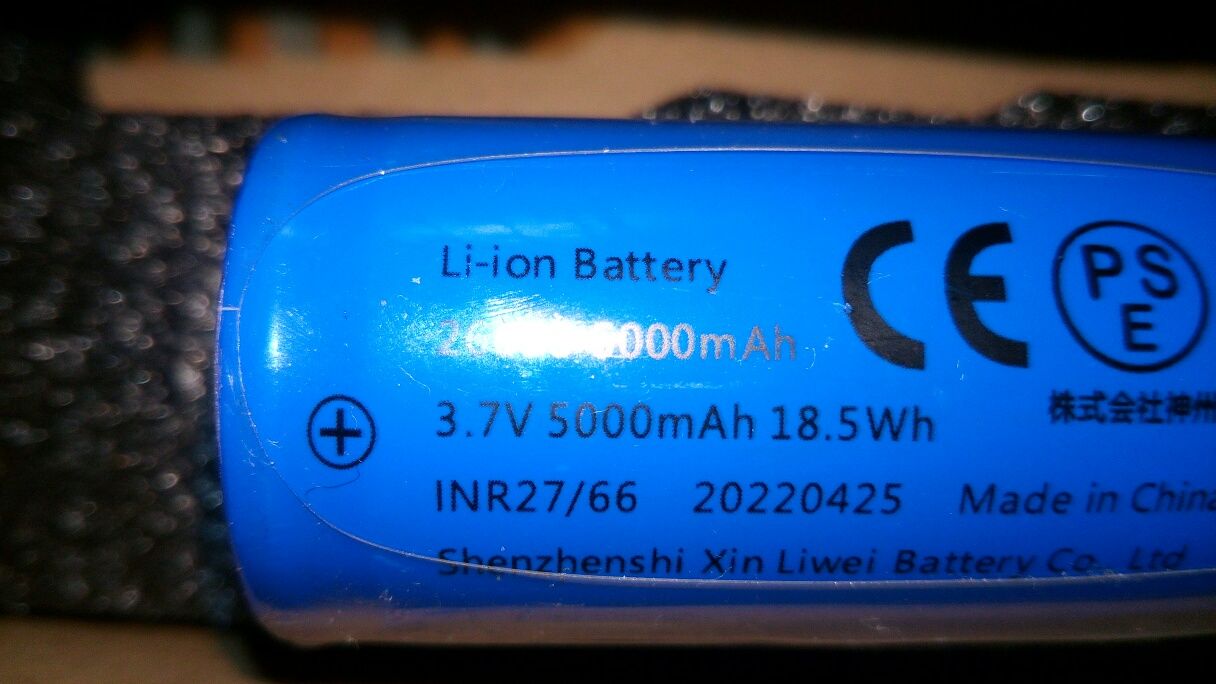 Li-ion Battery
3.7V 5000mAh 18.5Wh
INR27/66 20220425 Made in China
Shenzhenshi Xin Liwei Battery Co. Ltd
CE
PSE
株式会社神州
+